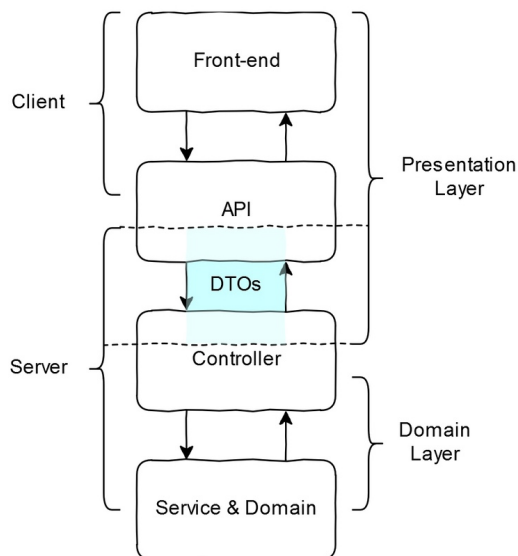 Front-end
Client
Presentation
Layer
API
DTOs
Controller
Server
Domain
Layer
Service & Domain